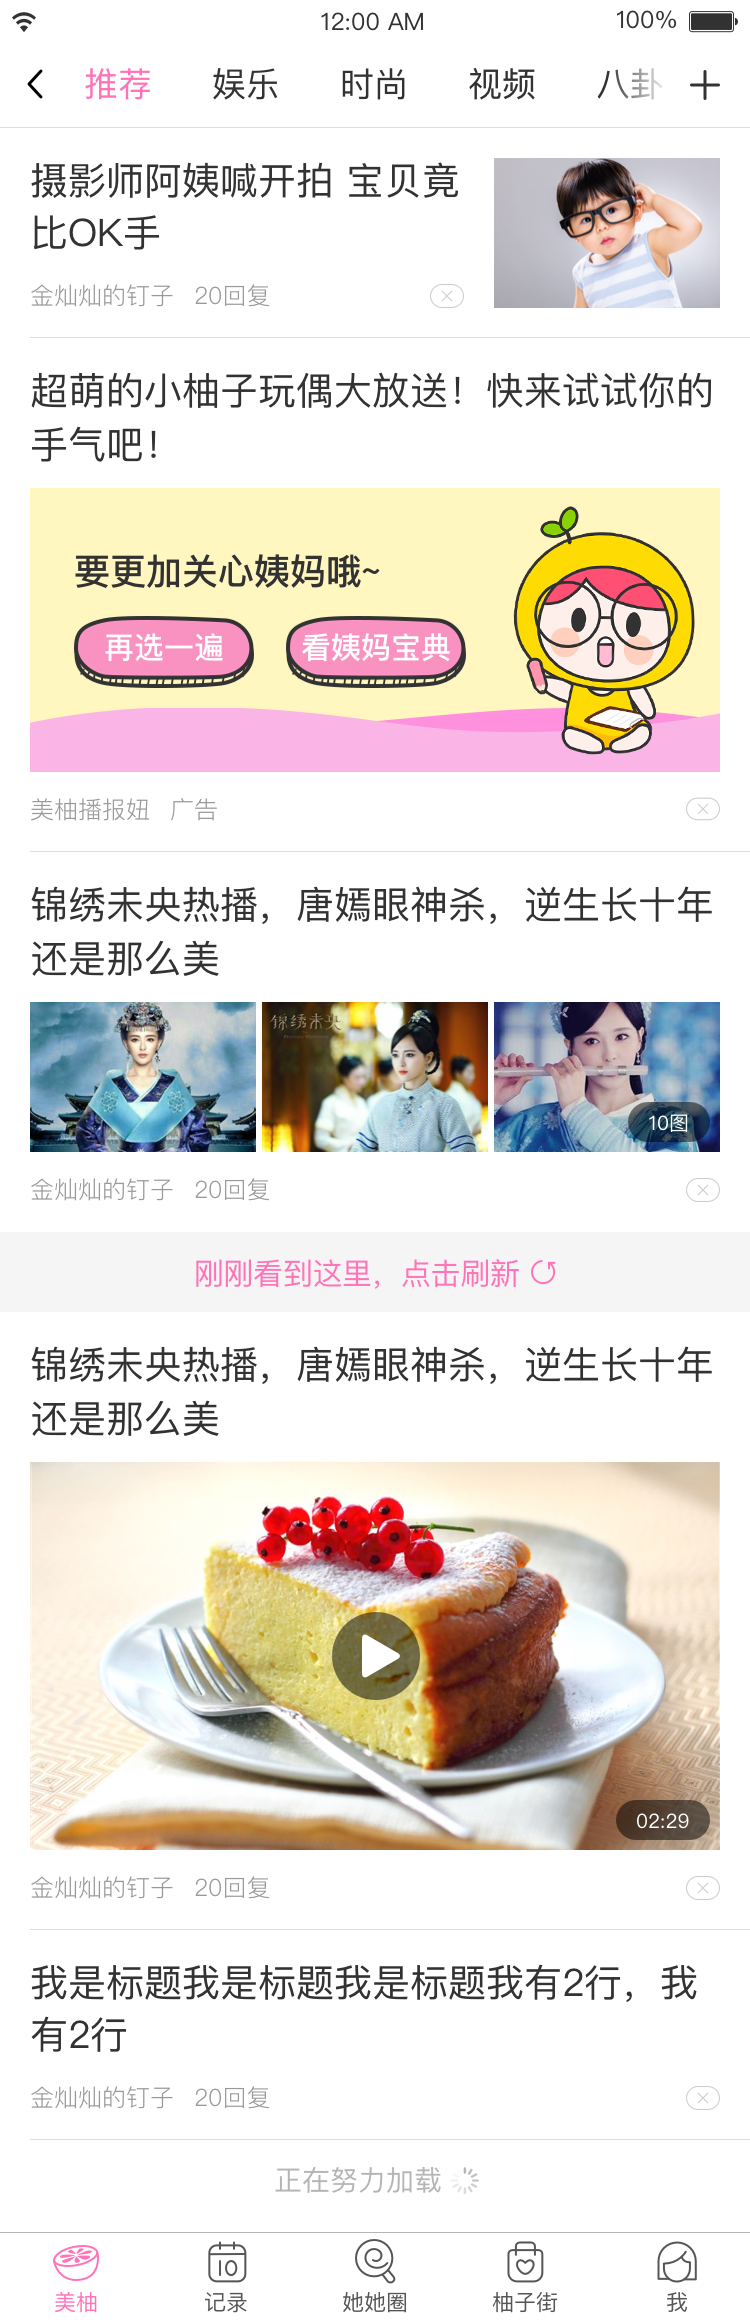 12:00 AM
100%
推荐 娱乐 时尚 视频 八卦
摄影师阿姨喊开拍 宝贝竟
比OK手
金灿灿的钉子 20回复
超萌的小柚子玩偶大放送！快来试试你的
手气吧！
要更加关心姨妈哦~
再选一遍 看姨妈宝典
美柚播报妞 广告
锦绣未央热播，唐嫣眼神杀，逆生长十年
还是那么美
锦绣未央
10图
金灿灿的钉子 20回复
刚刚看到这里，点击刷新
锦绣未央热播，唐嫣眼神杀，逆生长十年
还是那么美
02:29
金灿灿的钉子 20回复
我是标题我是标题我是标题我有2行，我
有2行
金灿灿的钉子 20回复
正在努力加载
10
美柚 记录 她她圈 柚子街 我